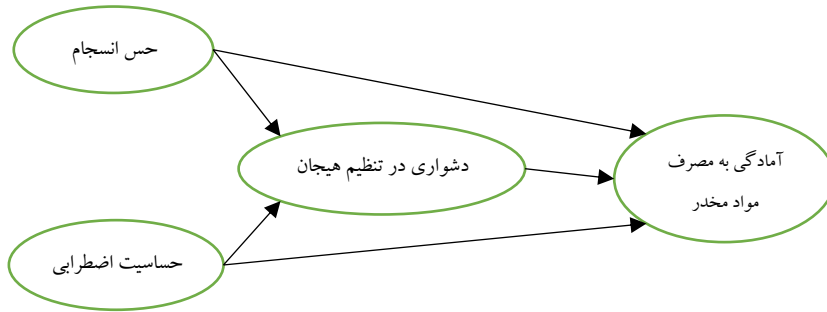 حس انسجام
دشواری در تنظیم هیجان
آمادگی به مصرف
مواد مخدر
حساسیت اضطرابی